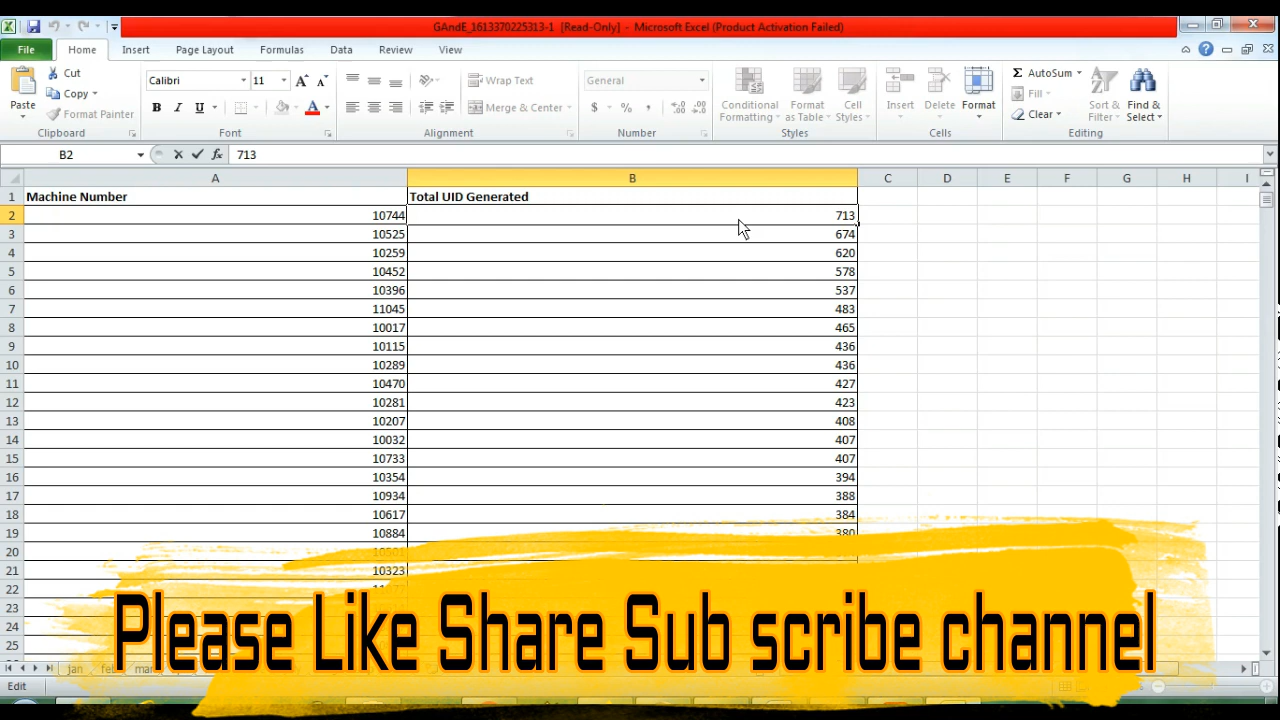 GAndE_1613370225313-1 [Read-Only] - Microsoft Excel (Product Activation Failed)
File Home Insert Page Layout Formulas Data Review View
Paste Cut Copy Format Painter Clipboard
Calibri 11 B I U A Font
Wrap Text Merge & Center Alignment
General $ % , Number
Conditional Formatting Format as Table Cell Styles Styles
Insert Delete Format Cells
Σ AutoSum Fill Clear Sort & Filter Find & Select Editing
B2 fx 713
A B C D E F G H I
1 Machine Number Total UID Generated
2 10744 713
3 10525 674
4 10259 620
5 10452 578
6 10396 537
7 11045 483
8 10017 465
9 10115 436
10 10289 436
11 10470 427
12 10281 423
13 10207 408
14 10032 407
15 10733 407
16 10354 394
17 10934 388
18 10617 384
19 10884 380
20
21 10323
22
23
24
25
Please Like Share Sub scribe channel
jan
Edit